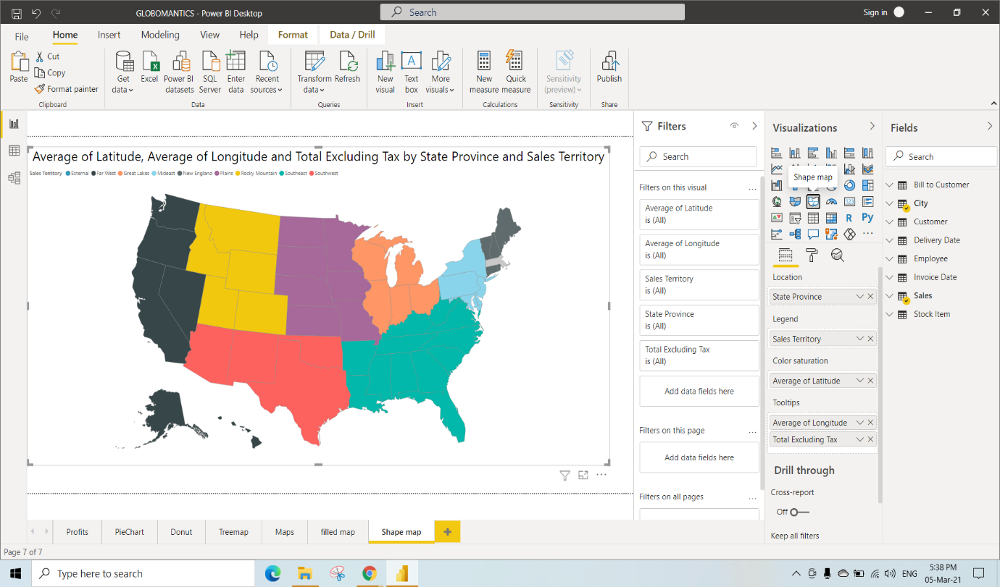 GLOBOMANTICS - Power BI Desktop
Search
Sign in
File
Home
Insert
Modeling
View
Help
Format
Data / Drill
Paste
Cut
Copy
Format painter
Clipboard
Get
data
Excel
Power BI
datasets
SQL
Server
Enter
data
Recent
sources
Data
Transform
data
Refresh
Queries
New
visual
Text
box
More
visuals
Insert
New
measure
Quick
measure
Calculations
Sensitivity
(preview)
Sensitivity
Publish
Share
Average of Latitude, Average of Longitude and Total Excluding Tax by State Province and Sales Territory
Sales Territory External Far West Great Lakes Mideast New England Plains Rocky Mountain Southeast Southwest
Filters
Search
Filters on this visual
Average of Latitude
is (All)
Average of Longitude
is (All)
Sales Territory
is (All)
State Province
is (All)
Total Excluding Tax
is (All)
Add data fields here
Filters on this page
Add data fields here
Filters on all pages
Visualizations
Shape map
123
R
Py
Location
State Province
Legend
Sales Territory
Color saturation
Average of Latitude
Tooltips
Average of Longitude
Total Excluding Tax
Drill through
Cross-report
Off
Keep all filters
Fields
Search
Bill to Customer
City
Customer
Delivery Date
Employee
Invoice Date
Sales
Stock Item
Profits
PieChart
Donut
Treemap
Maps
filled map
Shape map
Page 7 of 7
Type here to search
ENG
5:38 PM
05-Mar-21